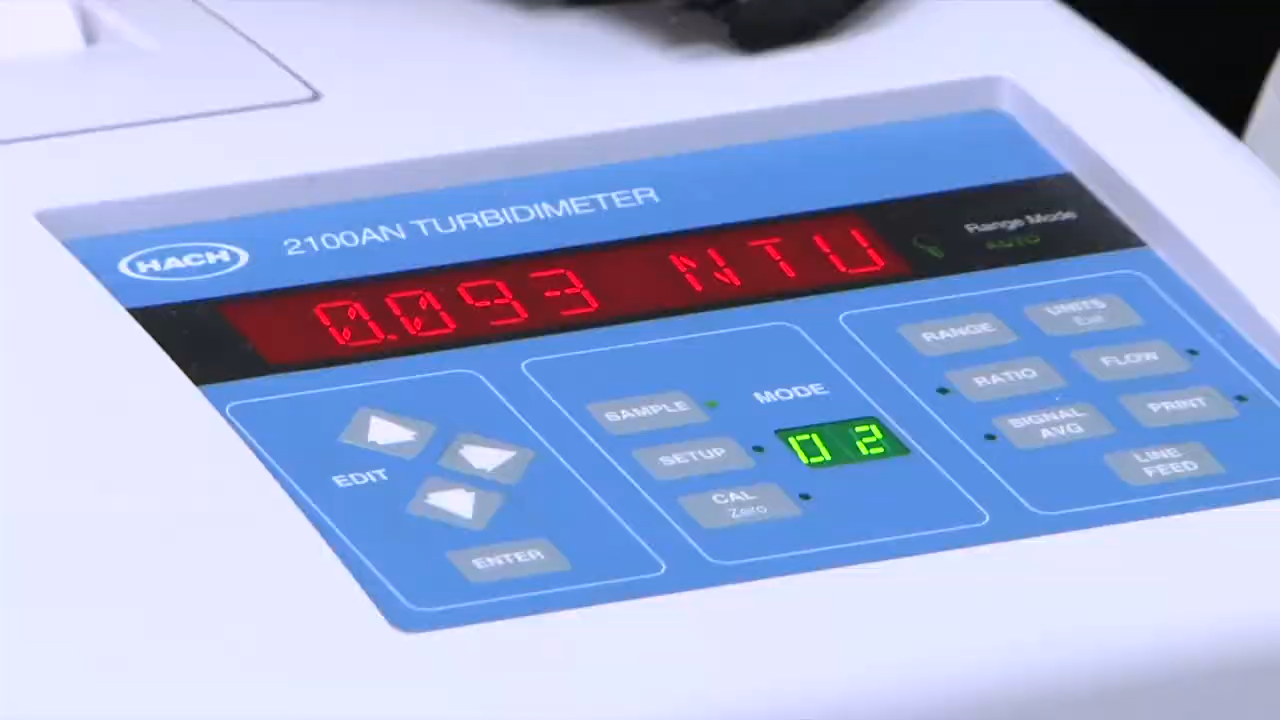 HACH
2100AN TURBIDIMETER
0.093 NTU
Range Mode
AUTO
EDIT
ENTER
SAMPLE
SETUP
CAL
Zero
MODE
02
RANGE
UNITS
Exit
RATIO
FLOW
SIGNAL
AVG
PRINT
LINE
FEED